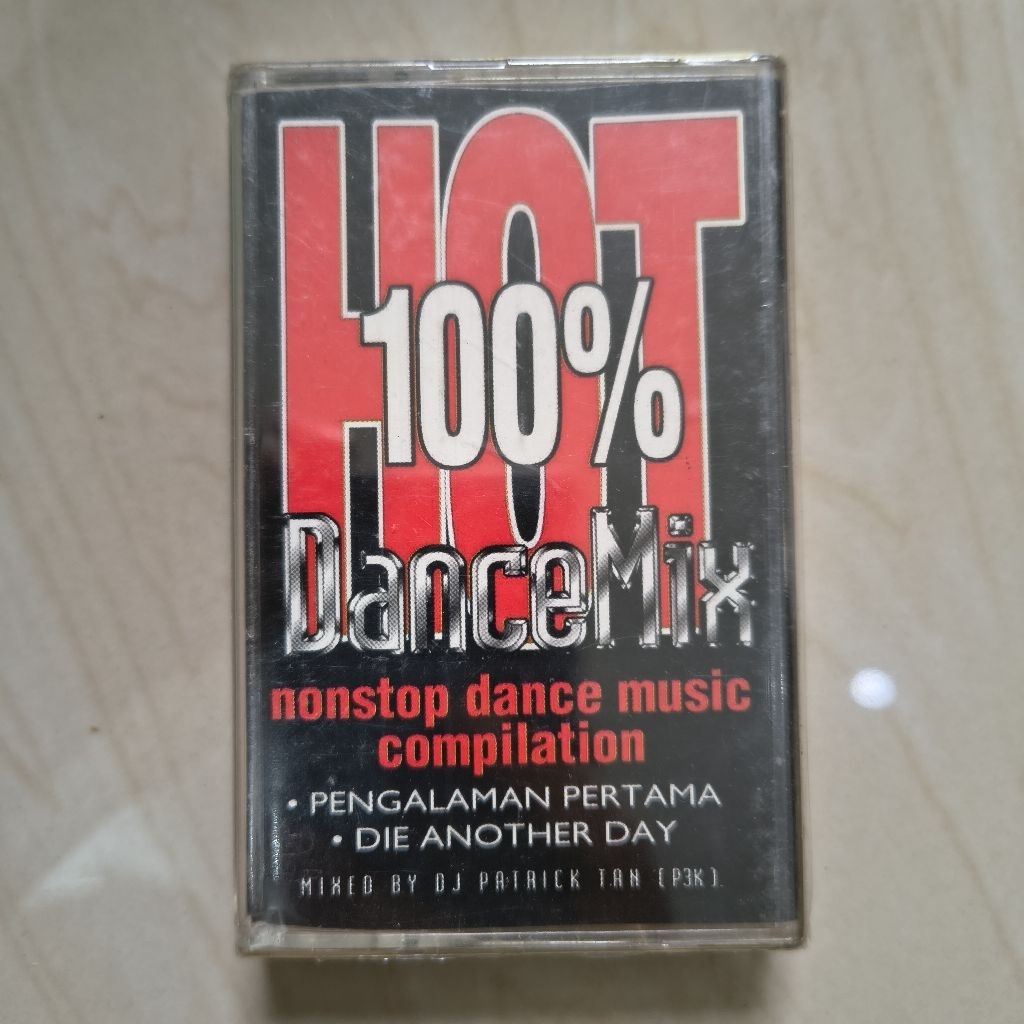 HOT
100%
DanceMix
nonstop dance music
compilation
• PENGALAMAN PERTAMA
• DIE ANOTHER DAY
MIXED BY DJ PATRICK TAN [P3K]